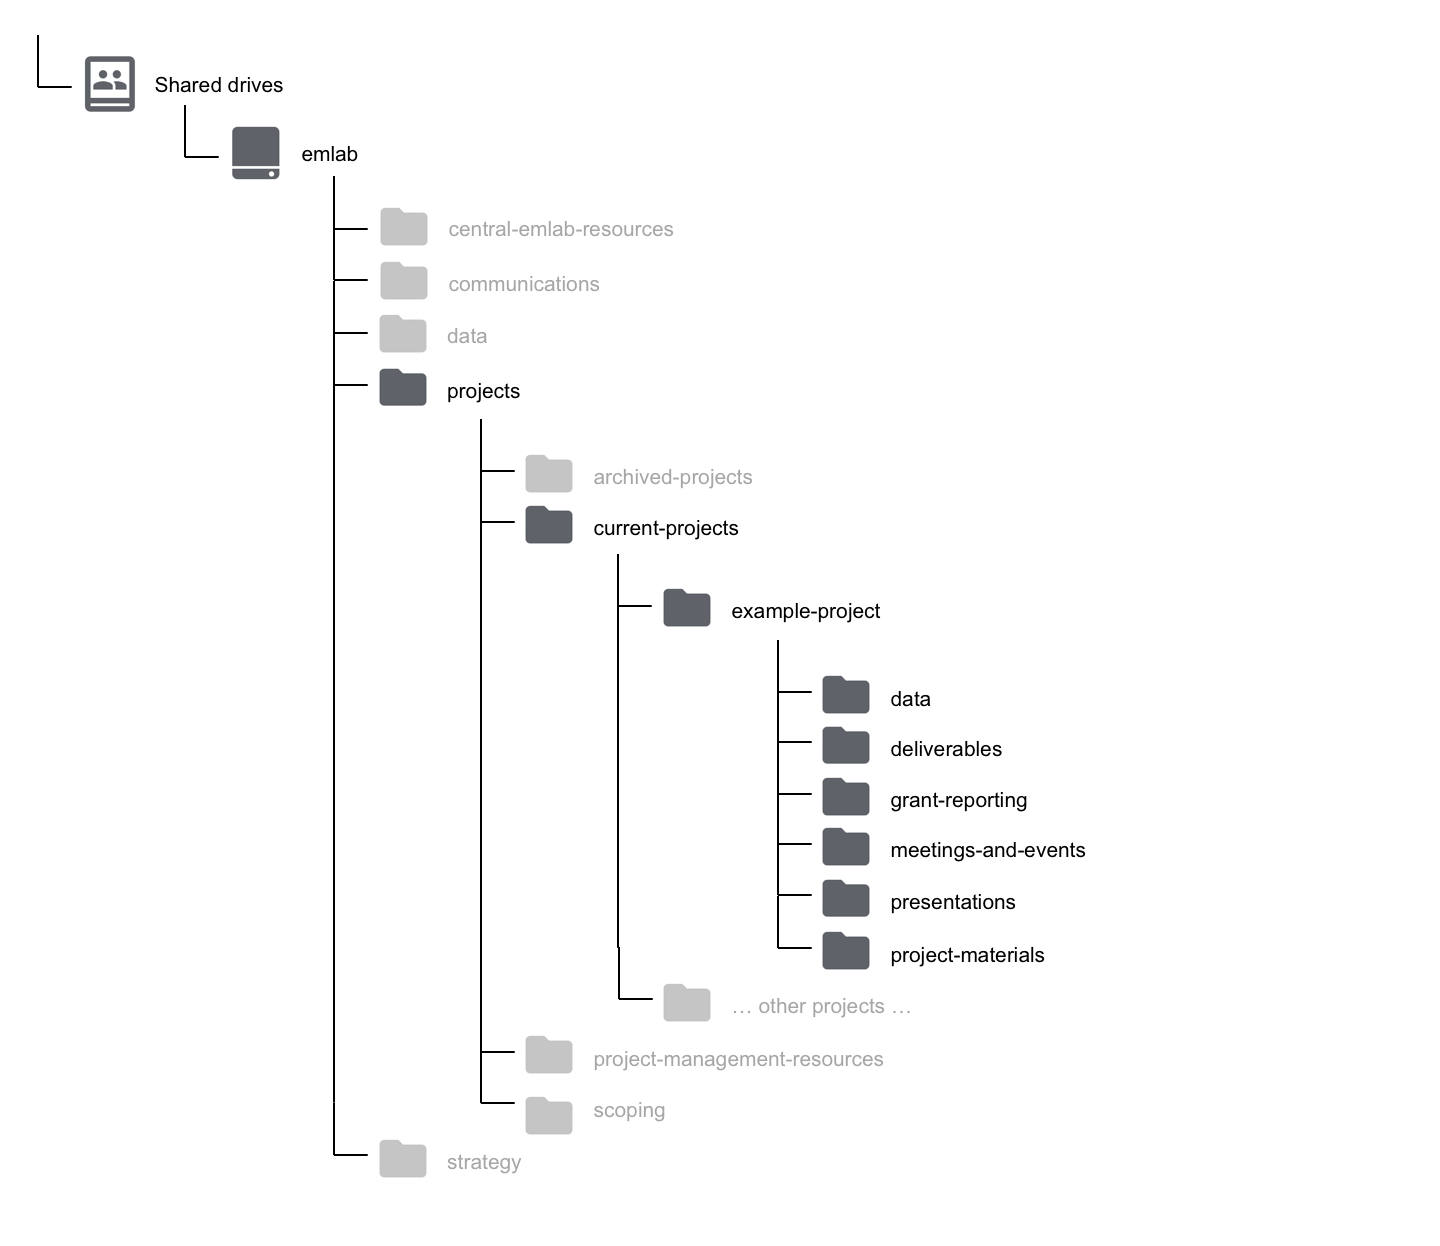 Shared drives
emlab
central-emlab-resources
communications
data
projects
archived-projects
current-projects
example-project
data
deliverables
grant-reporting
meetings-and-events
presentations
project-materials
… other projects …
project-management-resources
scoping
strategy